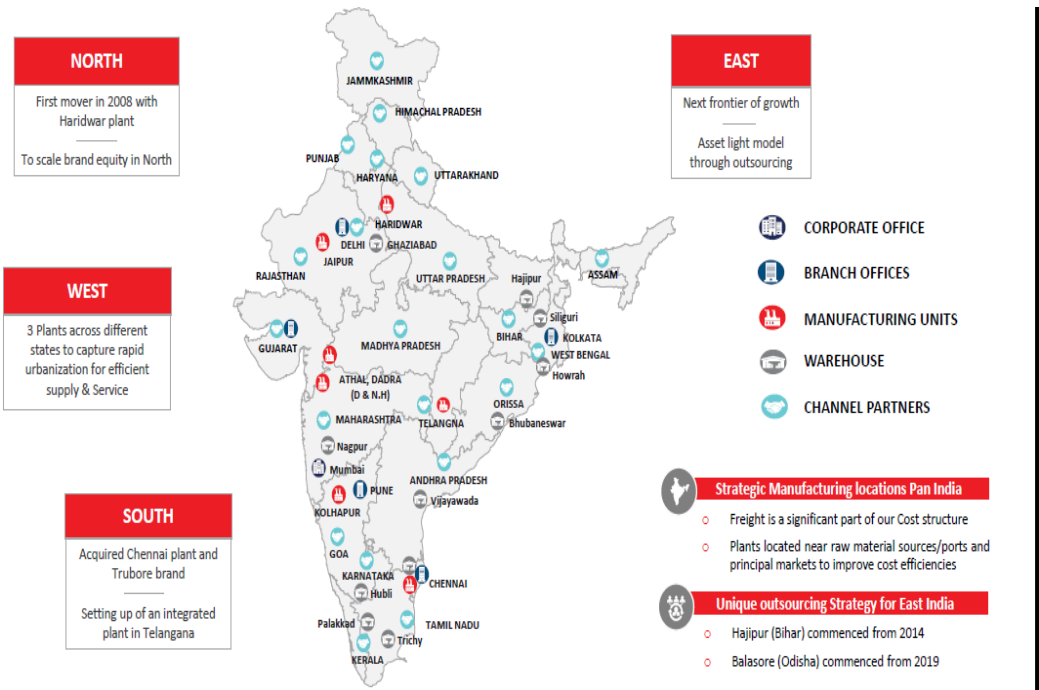 NORTH
First mover in 2008 with
Haridwar plant
To scale brand equity in North
WEST
3 Plants across different
states to capture rapid
urbanization for efficient
supply & Service
SOUTH
Acquired Chennai plant and
Trubore brand
Setting up of an integrated
plant in Telangana
JAMMKASHMIR
HIMACHAL PRADESH
PUNJAB
HARYANA
UTTARAKHAND
HARIDWAR
DELHI
GHAZIABAD
JAIPUR
RAJASTHAN
UTTAR PRADESH
ASSAM
Hajipur
Siliguri
BIHAR
KOLKATA
WEST BENGAL
Howrah
GUJARAT
MADHYA PRADESH
ATHAL, DADRA
(D & N.H)
MAHARASHTRA
TELANGNA
ORISSA
Bhubaneswar
Nagpur
Mumbai
ANDHRA PRADESH
PUNE
Vijayawada
KOLHAPUR
GOA
KARNATAKA
CHENNAI
Hubli
Palakkad
TAMIL NADU
Trichy
KERALA
EAST
Next frontier of growth
Asset light model
through outsourcing
CORPORATE OFFICE
BRANCH OFFICES
MANUFACTURING UNITS
WAREHOUSE
CHANNEL PARTNERS
Strategic Manufacturing locations Pan India
o Freight is a significant part of our Cost structure
o Plants located near raw material sources/ports and
principal markets to improve cost efficiencies
Unique outsourcing Strategy for East India
o Hajipur (Bihar) commenced from 2014
o Balasore (Odisha) commenced from 2019